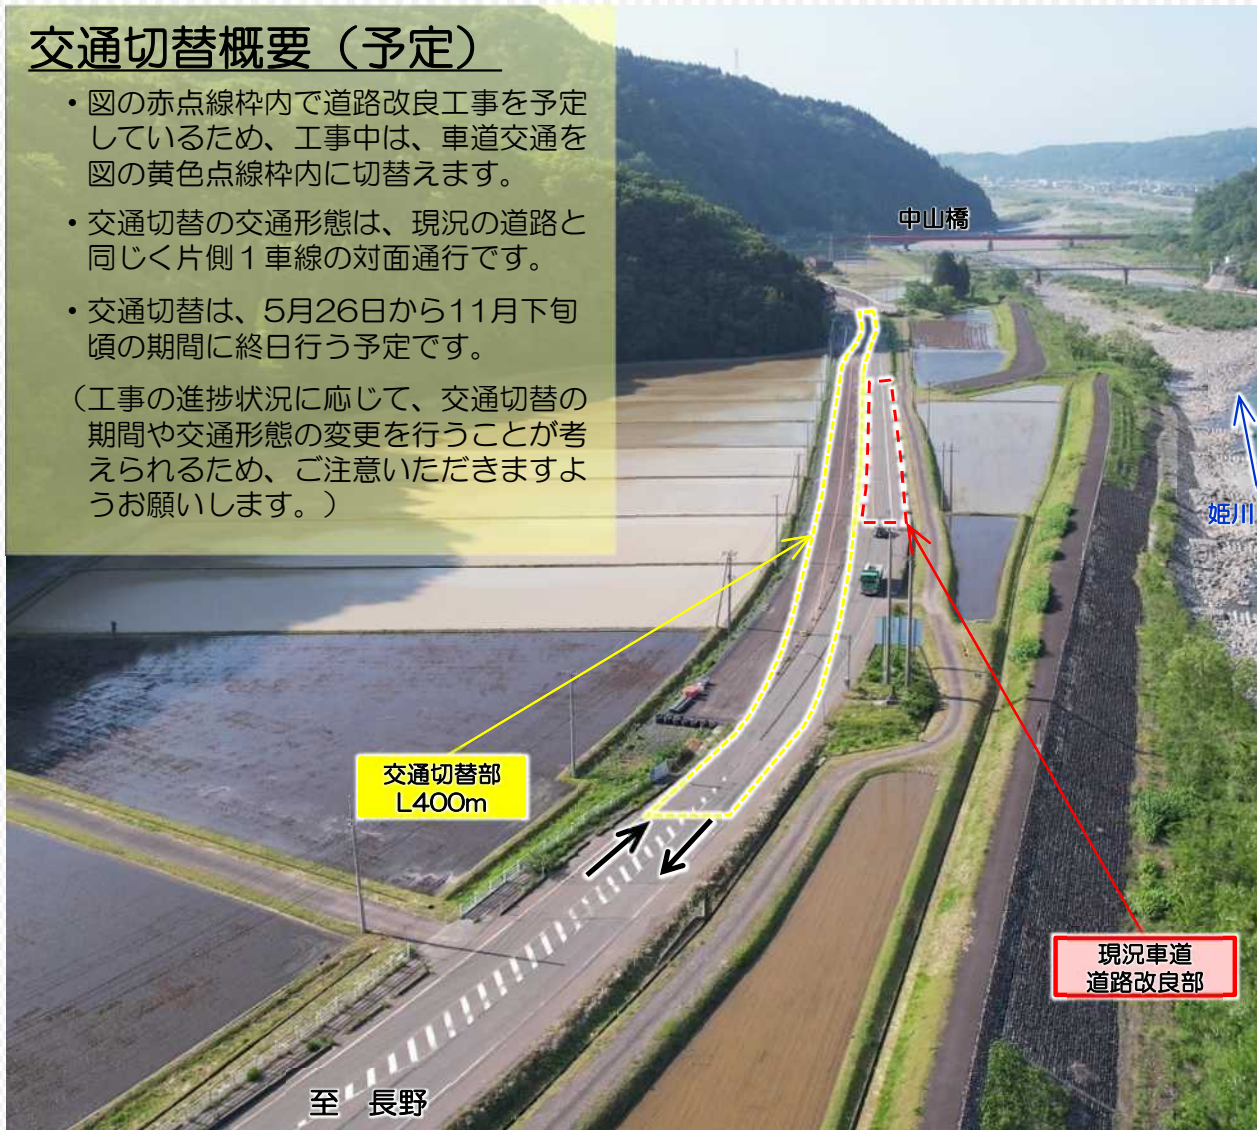 交通切替概要（予定）
・図の赤点線枠内で道路改良工事を予定
しているため、工事中は、車道交通を
図の黄色点線枠内に切替えます。
・交通切替の交通形態は、現況の道路と
同じく片側１車線の対面通行です。
・交通切替は、5月26日から11月下旬
頃の期間に終日行う予定です。
（工事の進捗状況に応じて、交通切替の
期間や交通形態の変更を行うことが考
えられるため、ご注意いただきますよ
うお願いします。）
中山橋
姫川
交通切替部
L400m
現況車道
道路改良部
至　長野